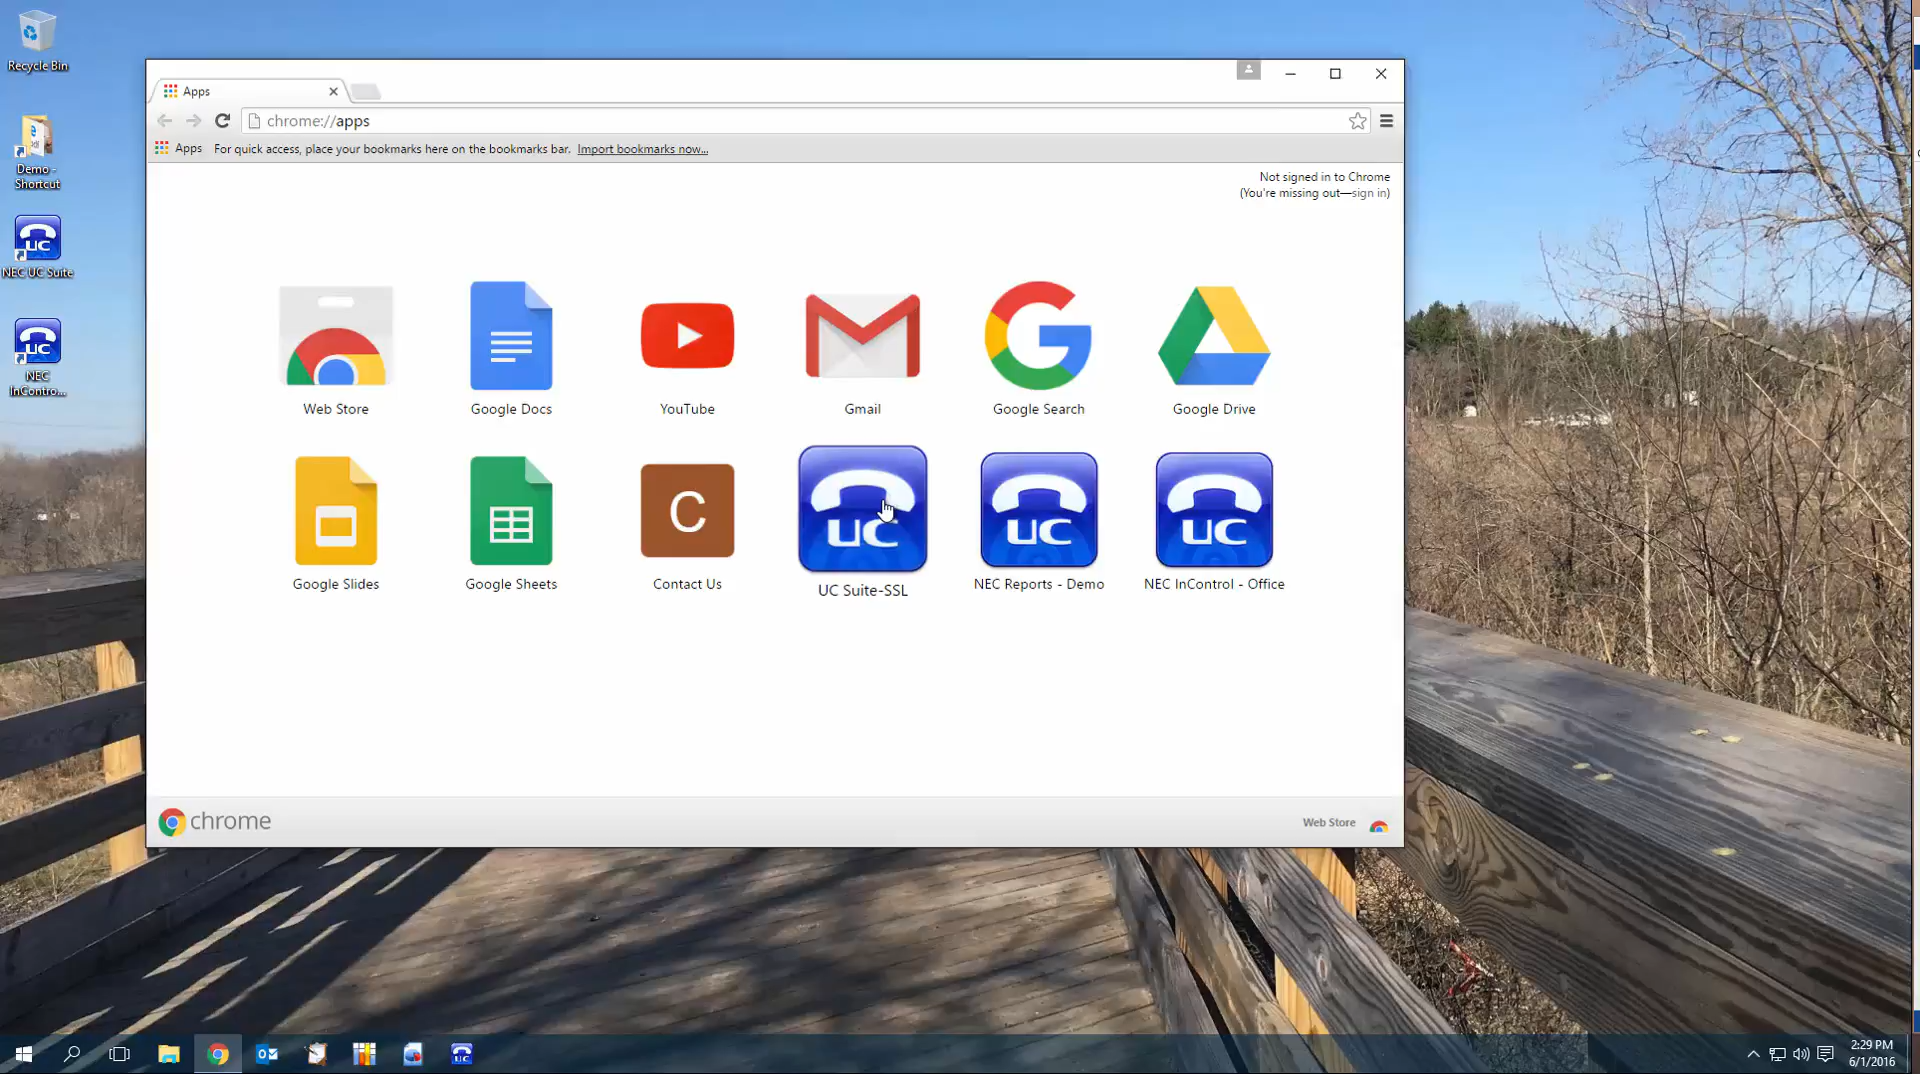 Recycle Bin
Demo -
Shortcut
UC
NEC UC Suite
UC
NEC
InContro...
Apps
chrome://apps
Apps For quick access, place your bookmarks here on the bookmarks bar. Import bookmarks now...
Not signed in to Chrome
(You're missing out—sign in)
Web Store
Google Docs
YouTube
Gmail
Google Search
Google Drive
C
UC
UC
UC
Google Slides
Google Sheets
Contact Us
UC Suite-SSL
NEC Reports - Demo
NEC InControl - Office
chrome
Web Store
UC
2:29 PM
6/1/2016